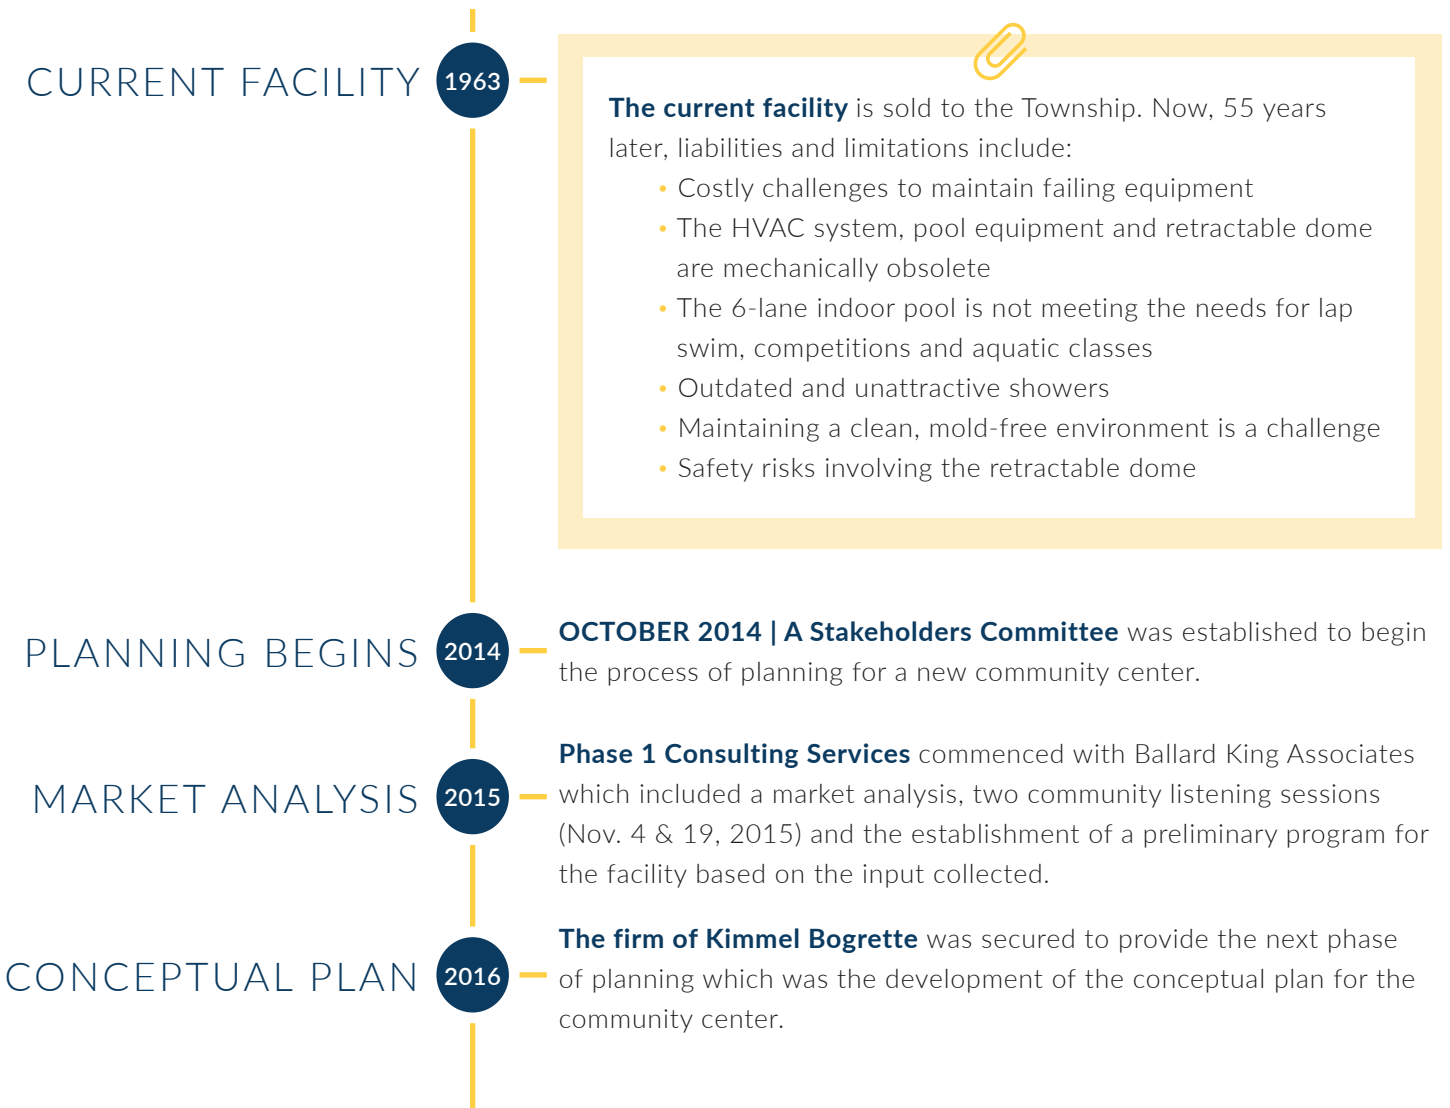 CURRENT FACILITY
1963
The current facility is sold to the Township. Now, 55 years
later, liabilities and limitations include:
• Costly challenges to maintain failing equipment
• The HVAC system, pool equipment and retractable dome
are mechanically obsolete
• The 6-lane indoor pool is not meeting the needs for lap
swim, competitions and aquatic classes
• Outdated and unattractive showers
• Maintaining a clean, mold-free environment is a challenge
• Safety risks involving the retractable dome
PLANNING BEGINS
2014
OCTOBER 2014 | A Stakeholders Committee was established to begin
the process of planning for a new community center.
MARKET ANALYSIS
2015
Phase 1 Consulting Services commenced with Ballard King Associates
which included a market analysis, two community listening sessions
(Nov. 4 & 19, 2015) and the establishment of a preliminary program for
the facility based on the input collected.
CONCEPTUAL PLAN
2016
The firm of Kimmel Bogrette was secured to provide the next phase
of planning which was the development of the conceptual plan for the
community center.